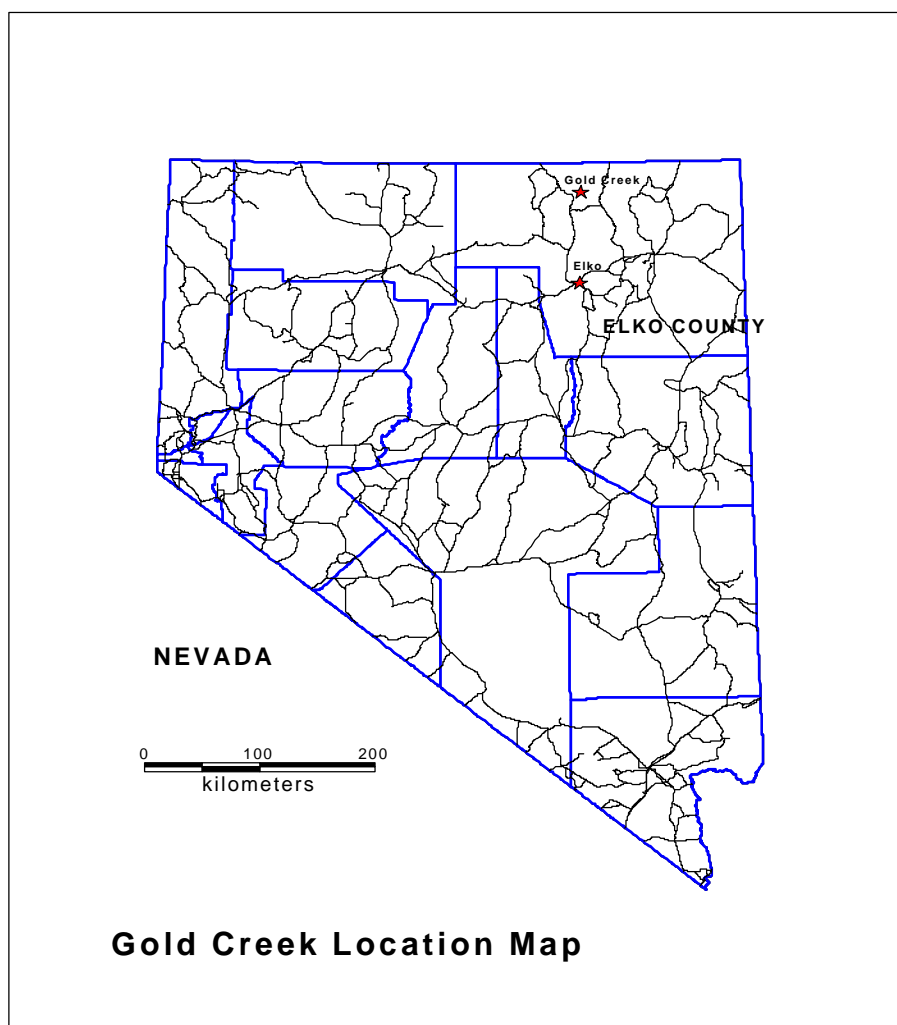 Gold Creek
Elko
ELKO COUNTY
NEVADA
0 100 200
kilometers
Gold Creek Location Map